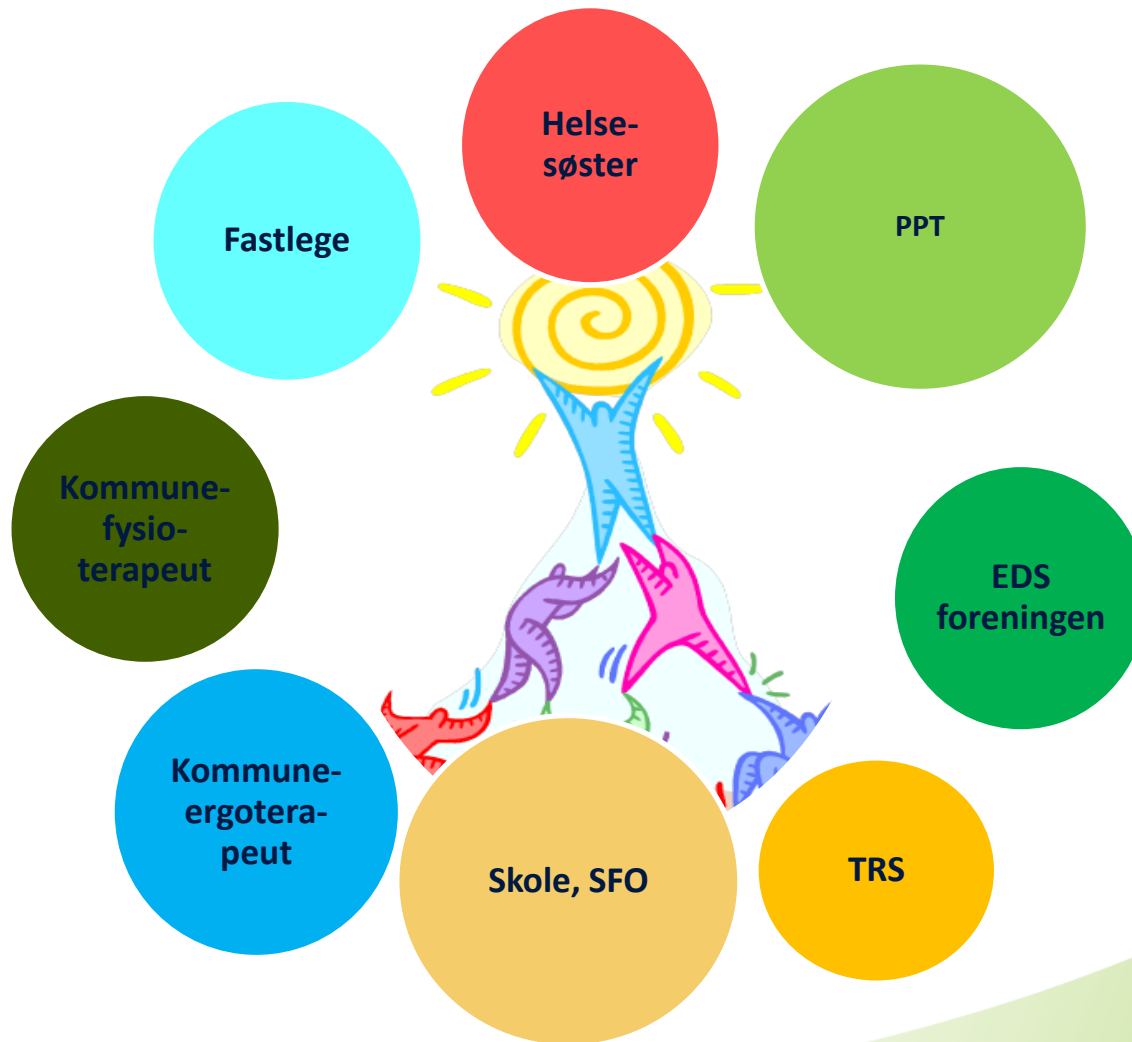 Helse-
søster
PPT
Fastlege
Kommune-
fysio-
terapeut
EDS
foreningen
Kommune-
ergotera-
peut
Skole, SFO
TRS